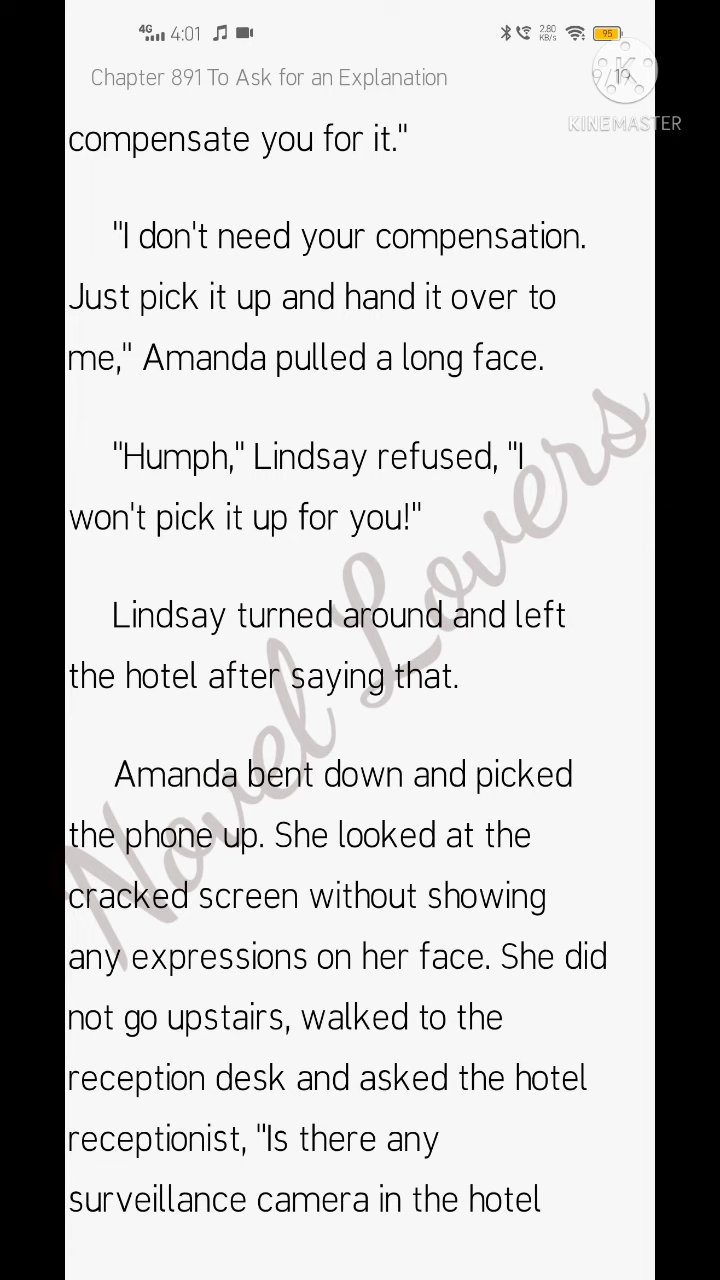 4G 4:01 2.80 KB/s 95
Chapter 891 To Ask for an Explanation
KINEMASTER
compensate you for it."
"I don't need your compensation.
Just pick it up and hand it over to
me," Amanda pulled a long face.
"Humph," Lindsay refused, "I
won't pick it up for you!"
Lindsay turned around and left
the hotel after saying that.
Amanda bent down and picked
the phone up. She looked at the
cracked screen without showing
any expressions on her face. She did
not go upstairs, walked to the
reception desk and asked the hotel
receptionist, "Is there any
surveillance camera in the hotel
Novel Lovers